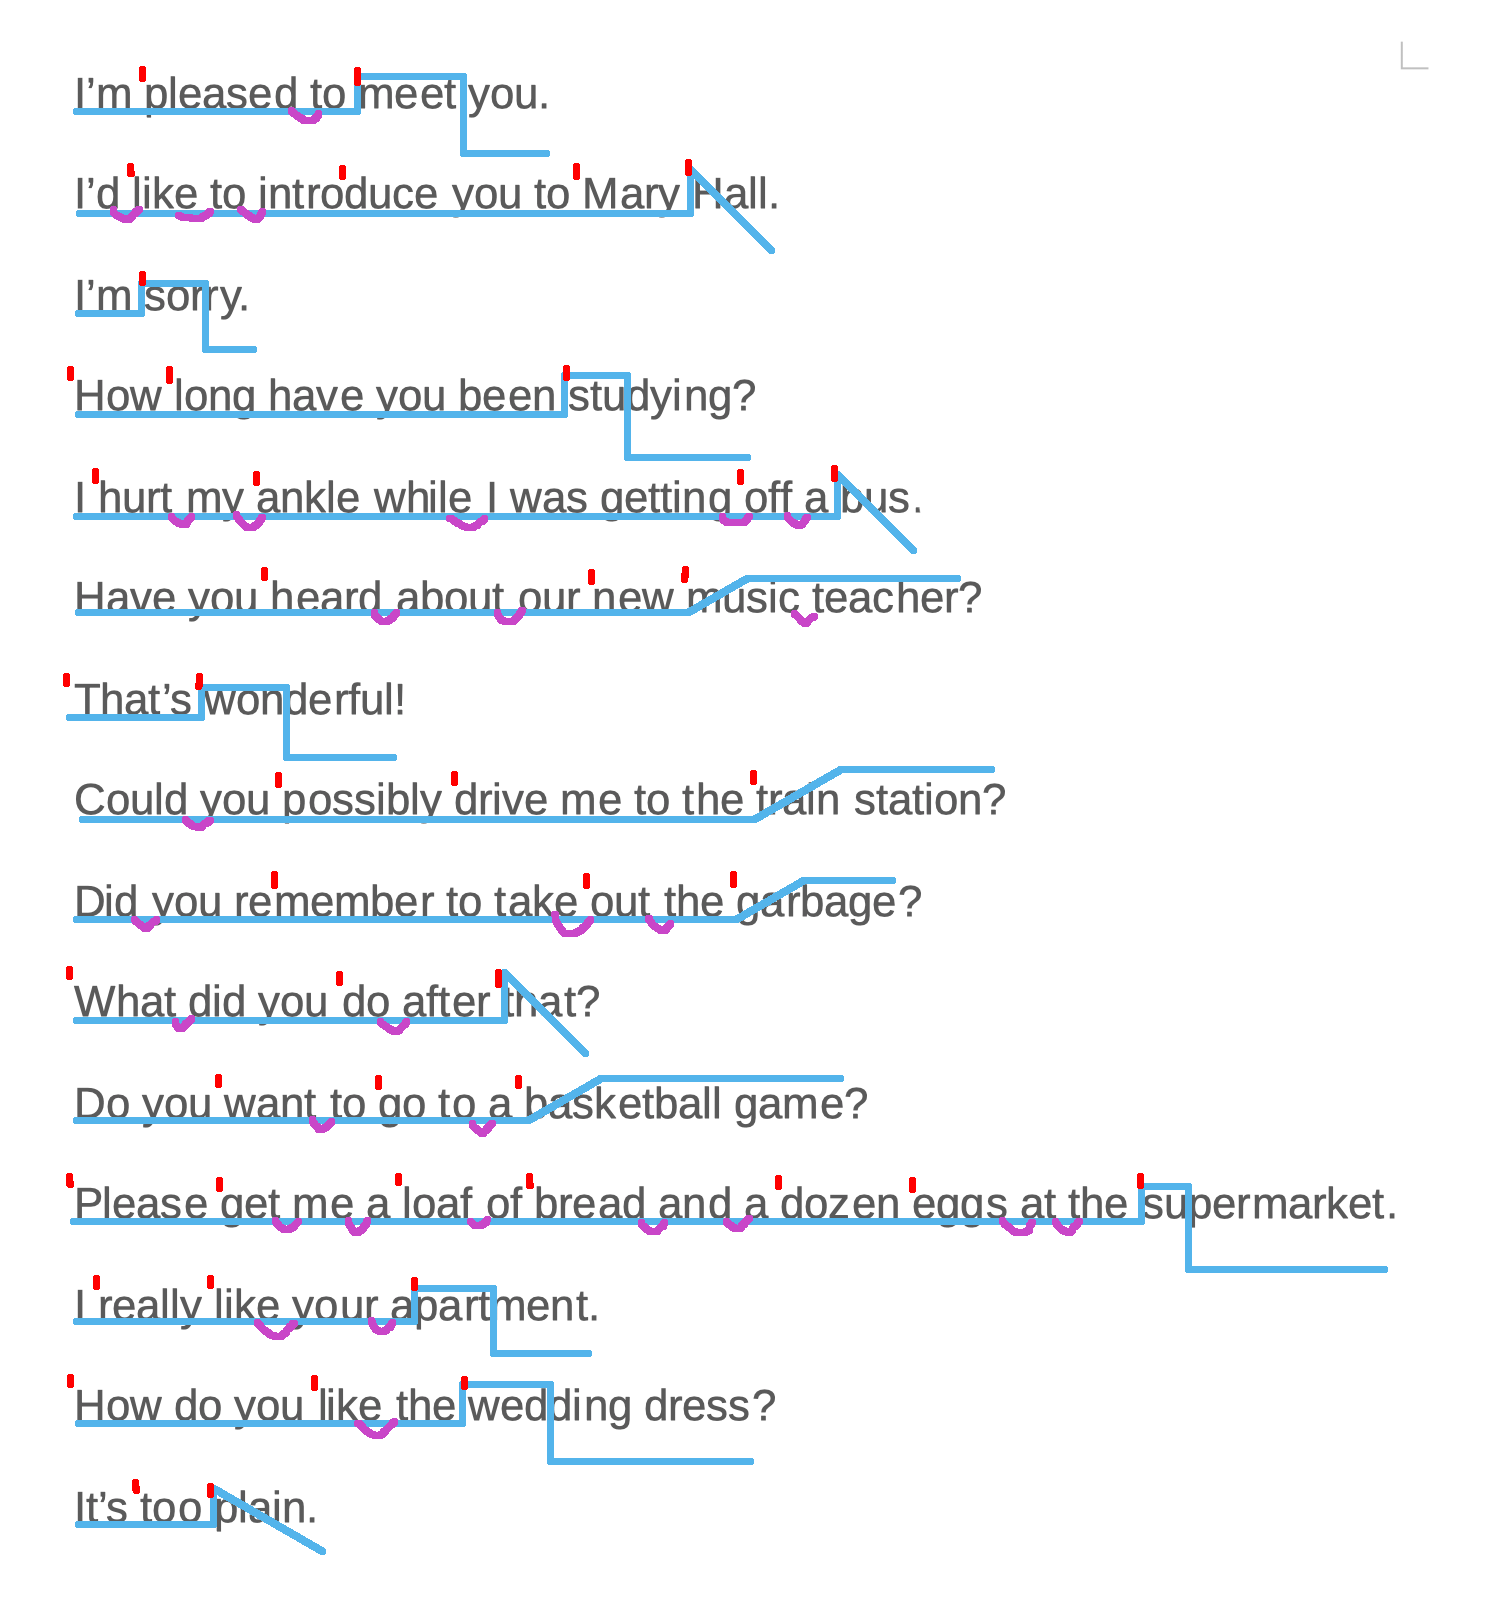 I’m pleased to meet you.
I’d like to introduce you to Mary Hall.
I’m sorry.
How long have you been studying?
I hurt my ankle while I was getting off a bus.
Have you heard about our new music teacher?
That’s wonderful!
Could you possibly drive me to the train station?
Did you remember to take out the garbage?
What did you do after that?
Do you want to go to a basketball game?
Please get me a loaf of bread and a dozen eggs at the supermarket.
I really like your apartment.
How do you like the wedding dress?
It’s too plain.